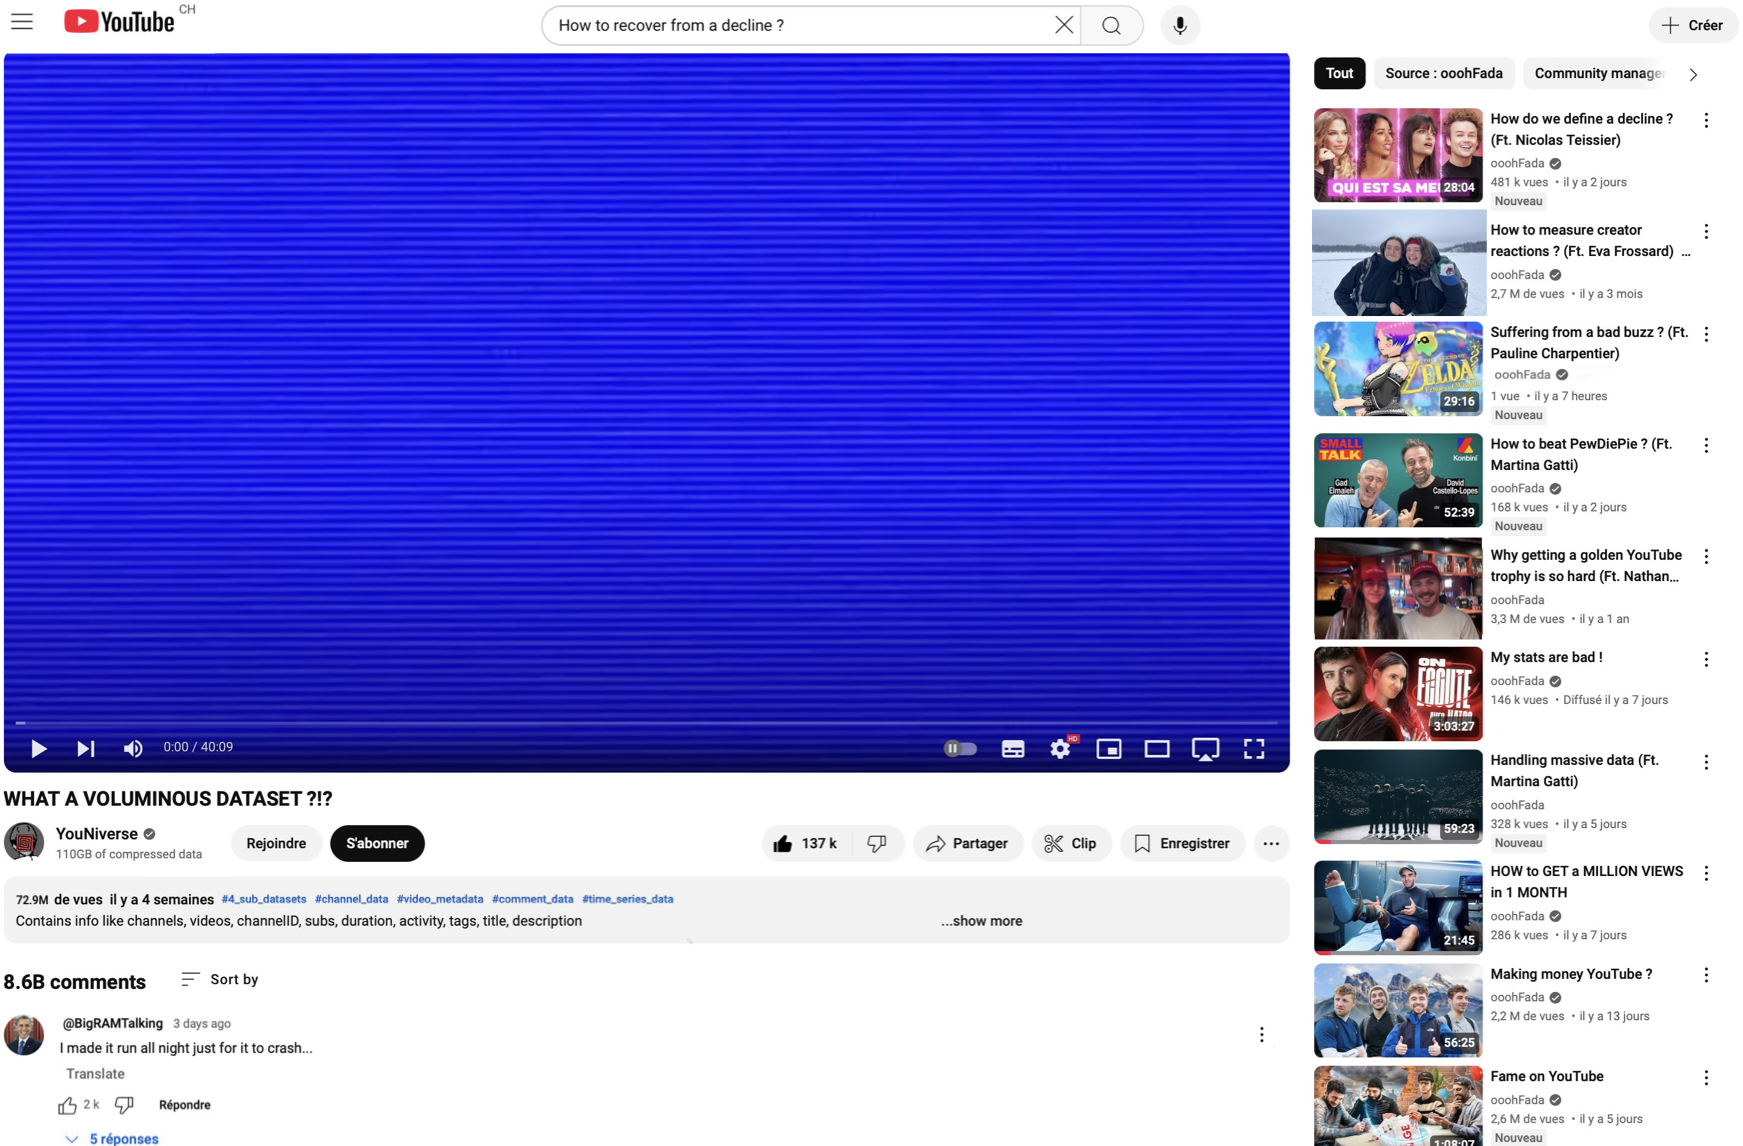 YouTube CH
How to recover from a decline ?
Créer
0:00 / 40:09
HD
WHAT A VOLUMINOUS DATASET ?!?
YouNiverse
110GB of compressed data
Rejoindre
S'abonner
137 k
Partager
Clip
Enregistrer
72.9M de vues il y a 4 semaines #4_sub_datasets #channel_data #video_metadata #comment_data #time_series_data
Contains info like channels, videos, channelID, subs, duration, activity, tags, title, description
...show more
8.6B comments
Sort by
@BigRAMTalking 3 days ago
I made it run all night just for it to crash...
Translate
2 k
Répondre
5 réponses
Tout
Source : ooohFada
Community manager
QUI EST SA ME
28:04
How do we define a decline ?
(Ft. Nicolas Teissier)
ooohFada
481 k vues • il y a 2 jours
Nouveau
How to measure creator
reactions ? (Ft. Eva Frossard) ...
ooohFada
2,7 M de vues • il y a 3 mois
ZELDA
29:16
Suffering from a bad buzz ? (Ft.
Pauline Charpentier)
ooohFada
1 vue • il y a 7 heures
Nouveau
SMALL
TALK
Konbini
Gad
Elmaleh
David
Castello-Lopes
52:39
How to beat PewDiePie ? (Ft.
Martina Gatti)
ooohFada
168 k vues • il y a 2 jours
Nouveau
Why getting a golden YouTube
trophy is so hard (Ft. Nathan...
ooohFada
3,3 M de vues • il y a 1 an
ON
ECOUTE
3:03:27
My stats are bad !
ooohFada
146 k vues • Diffusé il y a 7 jours
59:23
Handling massive data (Ft.
Martina Gatti)
ooohFada
328 k vues • il y a 5 jours
Nouveau
21:45
HOW to GET a MILLION VIEWS
in 1 MONTH
ooohFada
286 k vues • il y a 7 jours
56:25
Making money YouTube ?
ooohFada
2,2 M de vues • il y a 13 jours
1:08:07
Fame on YouTube
ooohFada
2,6 M de vues • il y a 5 jours
Nouveau